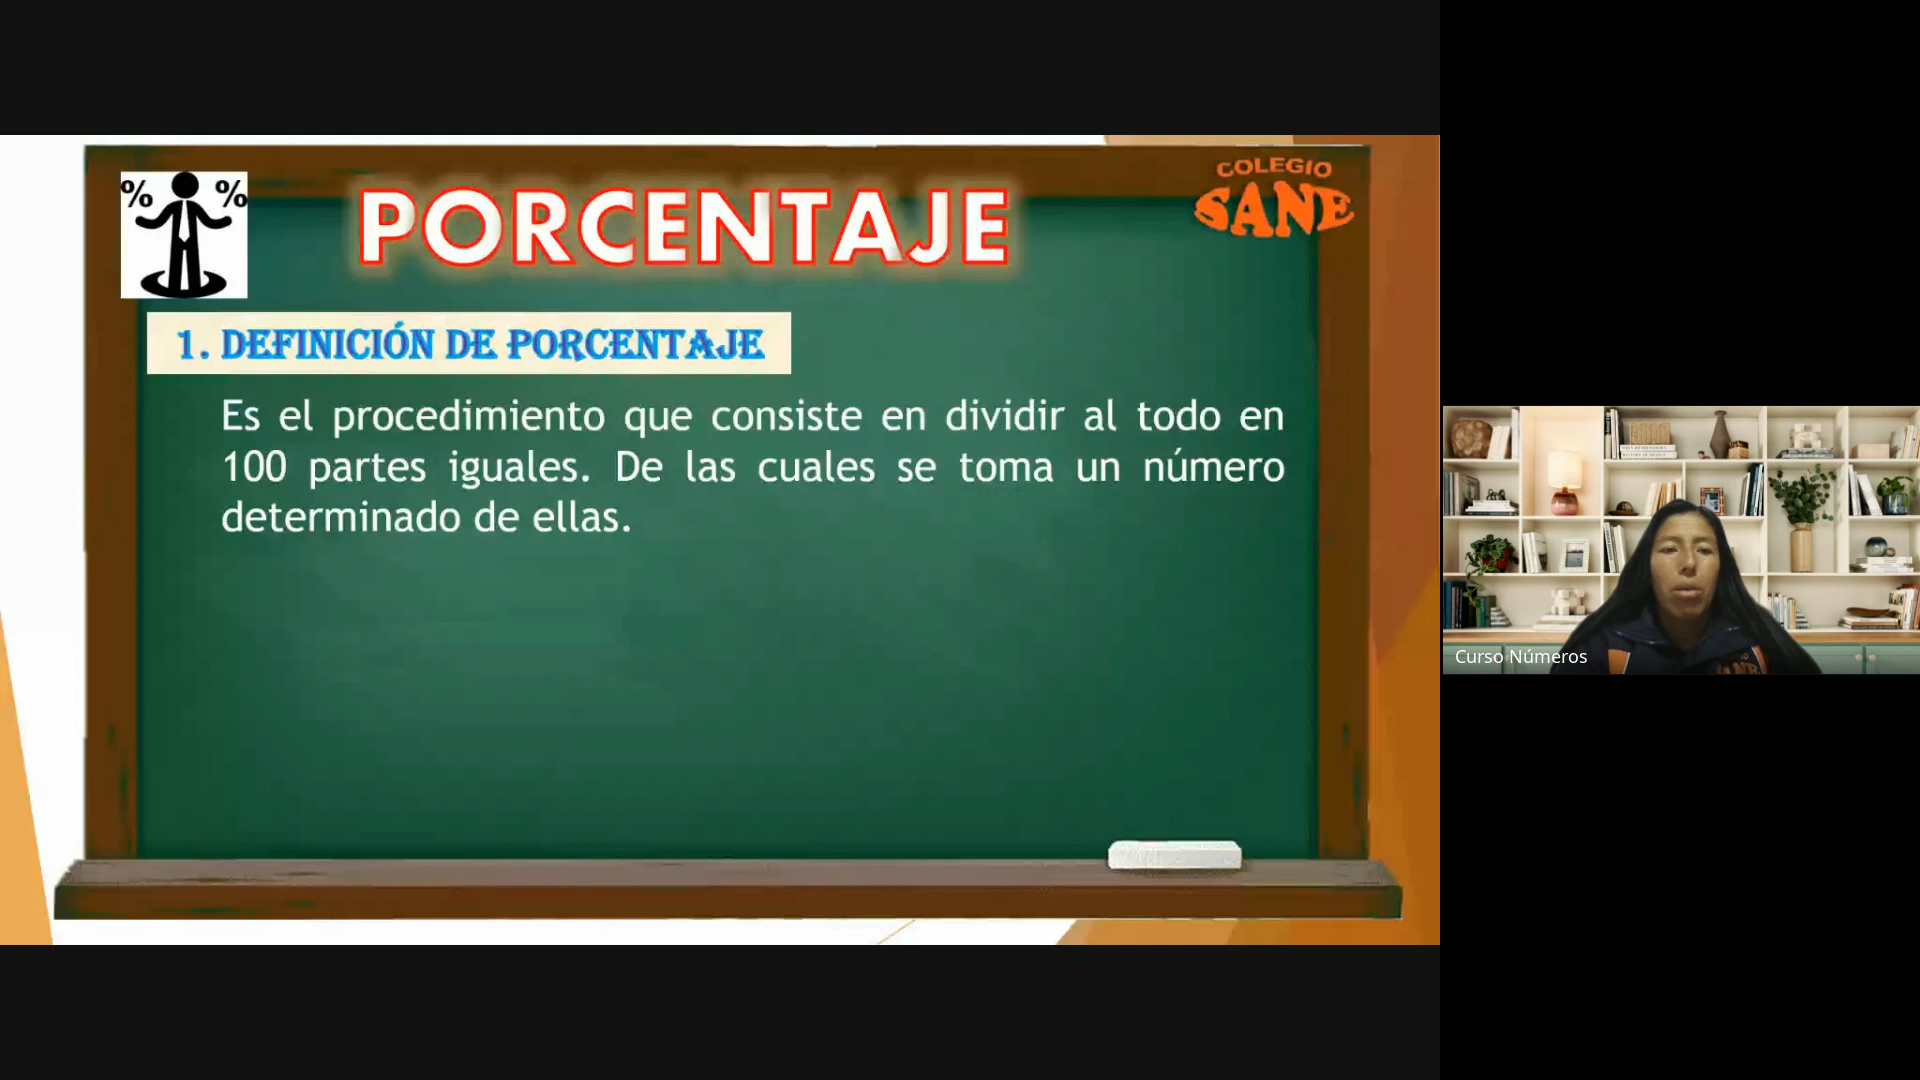 % %
PORCENTAJE
COLEGIO
SANE
1. DEFINICIÓN DE PORCENTAJE
Es el procedimiento que consiste en dividir al todo en
100 partes iguales. De las cuales se toma un número
determinado de ellas.
Curso Números